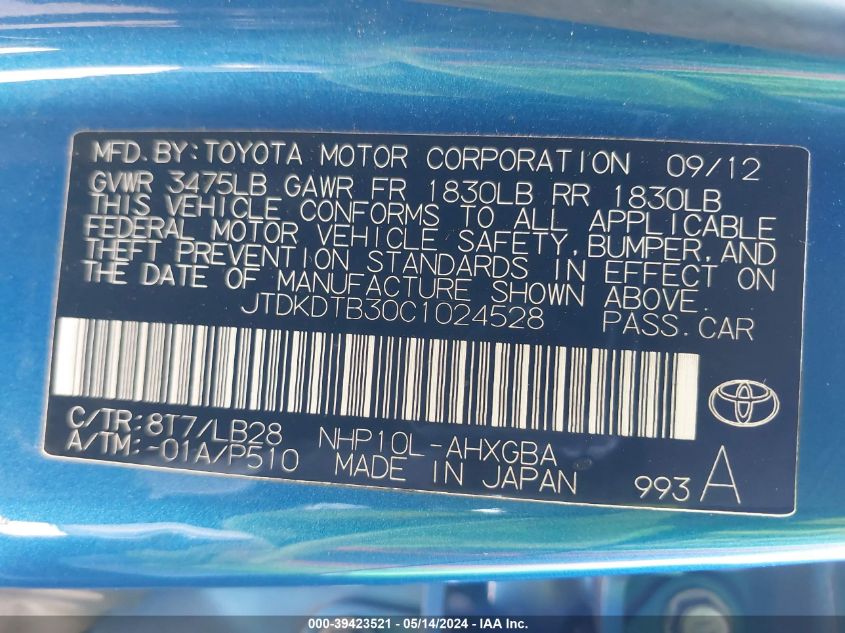 MFD. BY: TOYOTA MOTOR CORPORATION 09/12
GVWR 3475LB GAWR FR 1830LB RR 1830LB
THIS VEHICLE CONFORMS TO ALL APPLICABLE
FEDERAL MOTOR VEHICLE SAFETY, BUMPER, AND
THEFT PREVENTION STANDARDS IN EFFECT ON
THE DATE OF MANUFACTURE SHOWN ABOVE.
JTDKDTB30C1024528 PASS. CAR
C/TR: 8T7/LB28 NHP10L-AHXGBA
A/TM: -01A/P510 MADE IN JAPAN 993 A
000-39423521 - 05/14/2024 - IAA Inc.